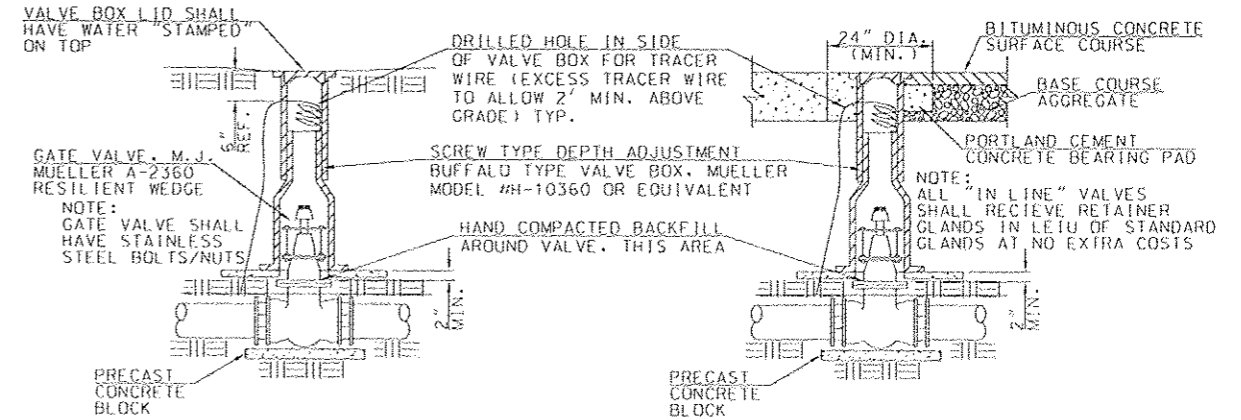 VALVE BOX LID SHALL
HAVE WATER "STAMPED"
ON TOP
DRILLED HOLE IN SIDE
OF VALVE BOX FOR TRACER
WIRE (EXCESS TRACER WIRE
TO ALLOW 2' MIN. ABOVE
GRADE) TYP.
24" DIA.
(MIN.)
BITUMINOUS CONCRETE
SURFACE COURSE
BASE COURSE
AGGREGATE
6"
REF.
GATE VALVE, M.J.
MUELLER A-2360
RESILIENT WEDGE
NOTE:
GATE VALVE SHALL
HAVE STAINLESS
STEEL BOLTS/NUTS
SCREW TYPE DEPTH ADJUSTMENT
BUFFALO TYPE VALVE BOX, MUELLER
MODEL #H-10360 OR EQUIVALENT
PORTLAND CEMENT
CONCRETE BEARING PAD
NOTE:
ALL "IN LINE" VALVES
SHALL RECIEVE RETAINER
GLANDS IN LEIU OF STANDARD
GLANDS AT NO EXTRA COSTS
HAND COMPACTED BACKFILL
AROUND VALVE, THIS AREA
2"
MIN.
2"
MIN.
PRECAST
CONCRETE
BLOCK
PRECAST
CONCRETE
BLOCK